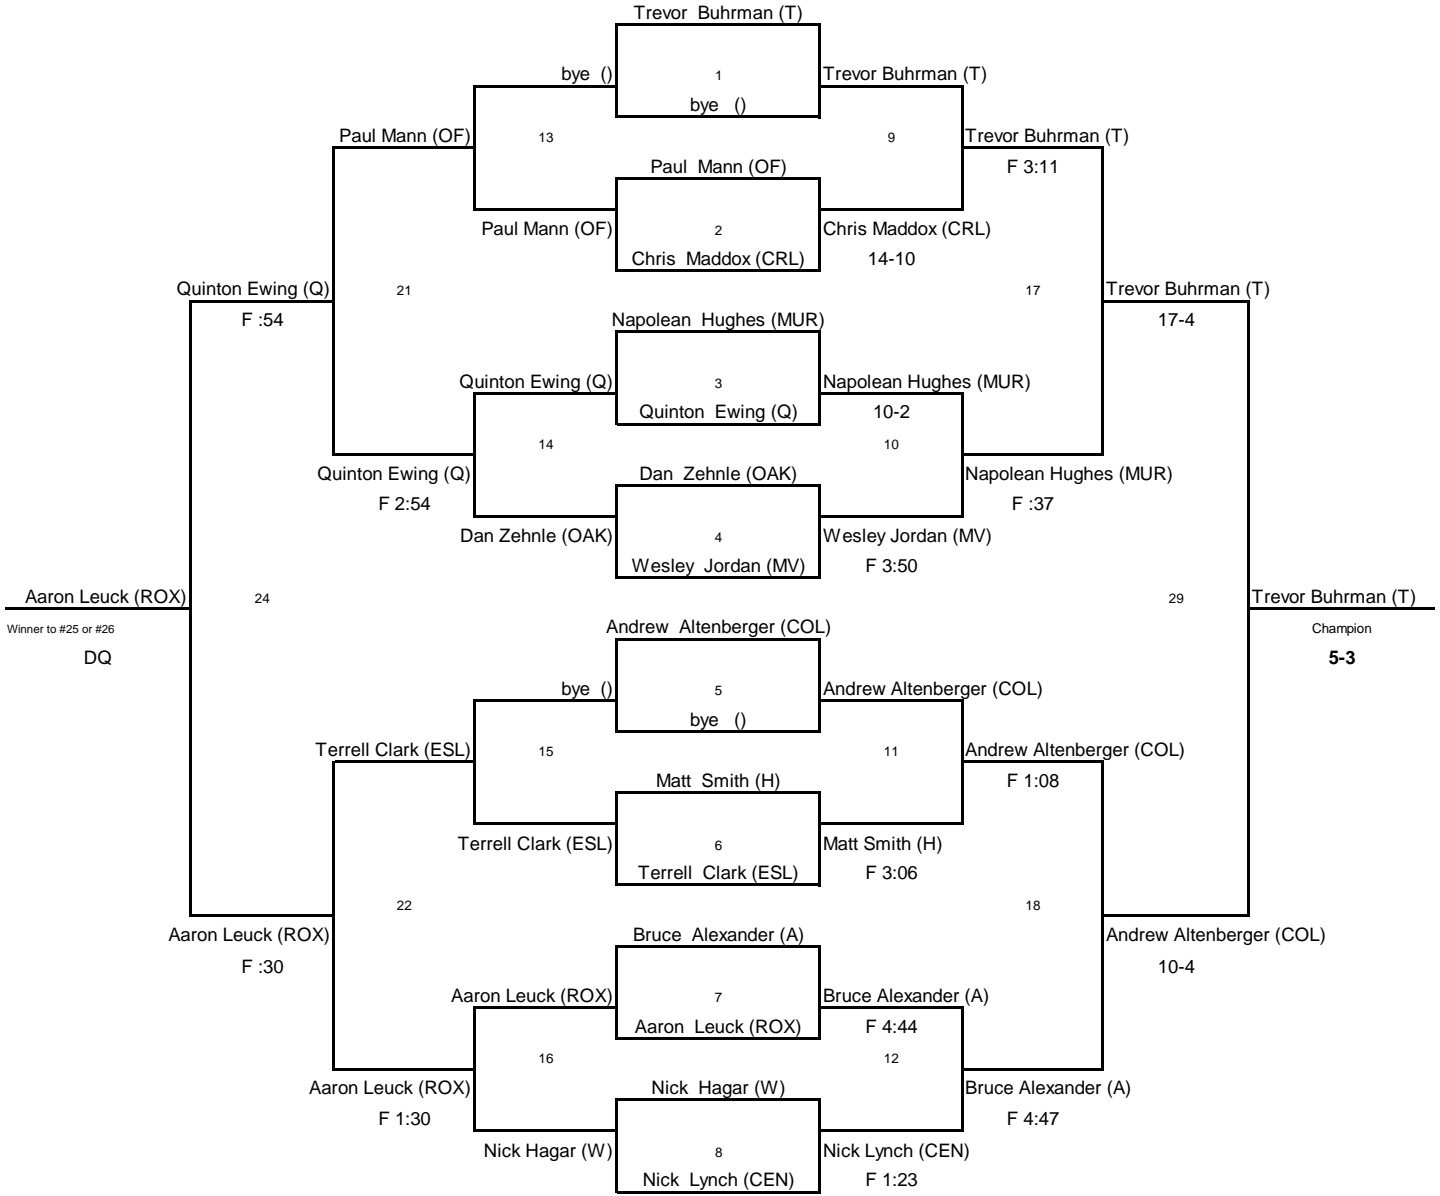 Trevor Buhrman (T)
bye ()
1
Trevor Buhrman (T)
bye ()
Paul Mann (OF)
13
9
Trevor Buhrman (T)
Paul Mann (OF)
F 3:11
Paul Mann (OF)
2
Chris Maddox (CRL)
Chris Maddox (CRL)
14-10
Quinton Ewing (Q)
21
17
Trevor Buhrman (T)
F :54
Napolean Hughes (MUR)
17-4
Quinton Ewing (Q)
3
Napolean Hughes (MUR)
Quinton Ewing (Q)
10-2
14
10
Quinton Ewing (Q)
Dan Zehnle (OAK)
Napolean Hughes (MUR)
F 2:54
F :37
Dan Zehnle (OAK)
4
Wesley Jordan (MV)
Wesley Jordan (MV)
F 3:50
Aaron Leuck (ROX)
24
29
Trevor Buhrman (T)
Winner to #25 or #26
Andrew Altenberger (COL)
Champion
DQ
5-3
bye ()
5
Andrew Altenberger (COL)
bye ()
Terrell Clark (ESL)
15
11
Andrew Altenberger (COL)
Matt Smith (H)
F 1:08
Terrell Clark (ESL)
6
Matt Smith (H)
Terrell Clark (ESL)
F 3:06
22
18
Aaron Leuck (ROX)
Bruce Alexander (A)
Andrew Altenberger (COL)
F :30
10-4
Aaron Leuck (ROX)
7
Bruce Alexander (A)
Aaron Leuck (ROX)
F 4:44
16
12
Aaron Leuck (ROX)
Nick Hagar (W)
Bruce Alexander (A)
F 1:30
F 4:47
Nick Hagar (W)
8
Nick Lynch (CEN)
Nick Lynch (CEN)
F 1:23